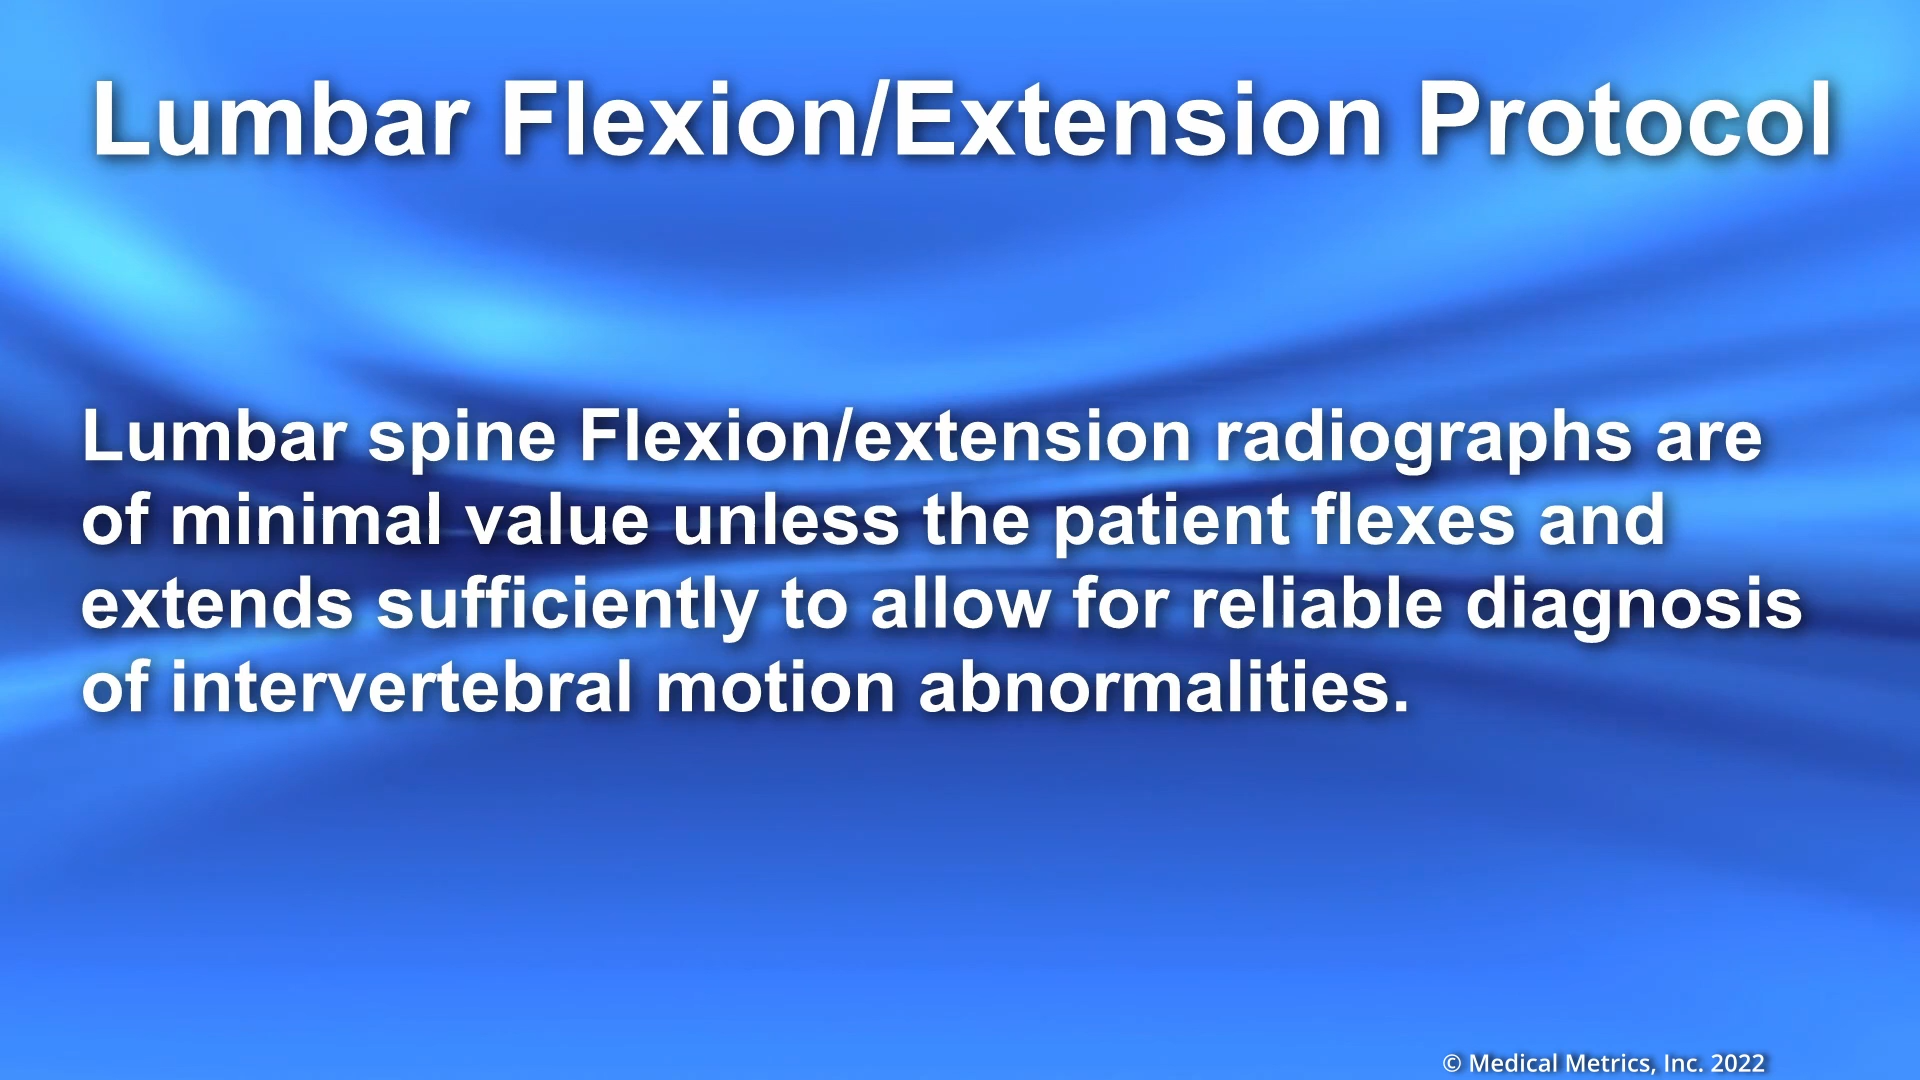 Lumbar Flexion/Extension Protocol
Lumbar spine Flexion/extension radiographs are
of minimal value unless the patient flexes and
extends sufficiently to allow for reliable diagnosis
of intervertebral motion abnormalities.
© Medical Metrics, Inc. 2022